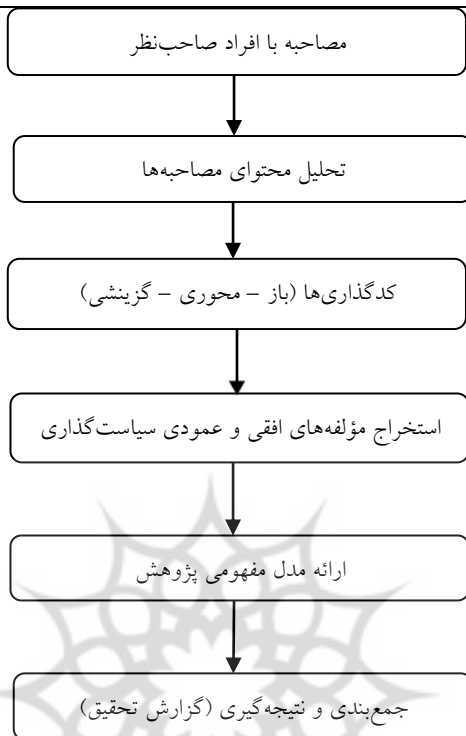 مصاحبه با افراد صاحب‌نظر
تحلیل محتوای مصاحبه‌ها
کدگذاری‌ها (باز – محوری – گزینشی)
استخراج مؤلفه‌های افقی و عمودی سیاست‌گذاری
ارائه مدل مفهومی پژوهش
جمع‌بندی و نتیجه‌گیری (گزارش تحقیق)